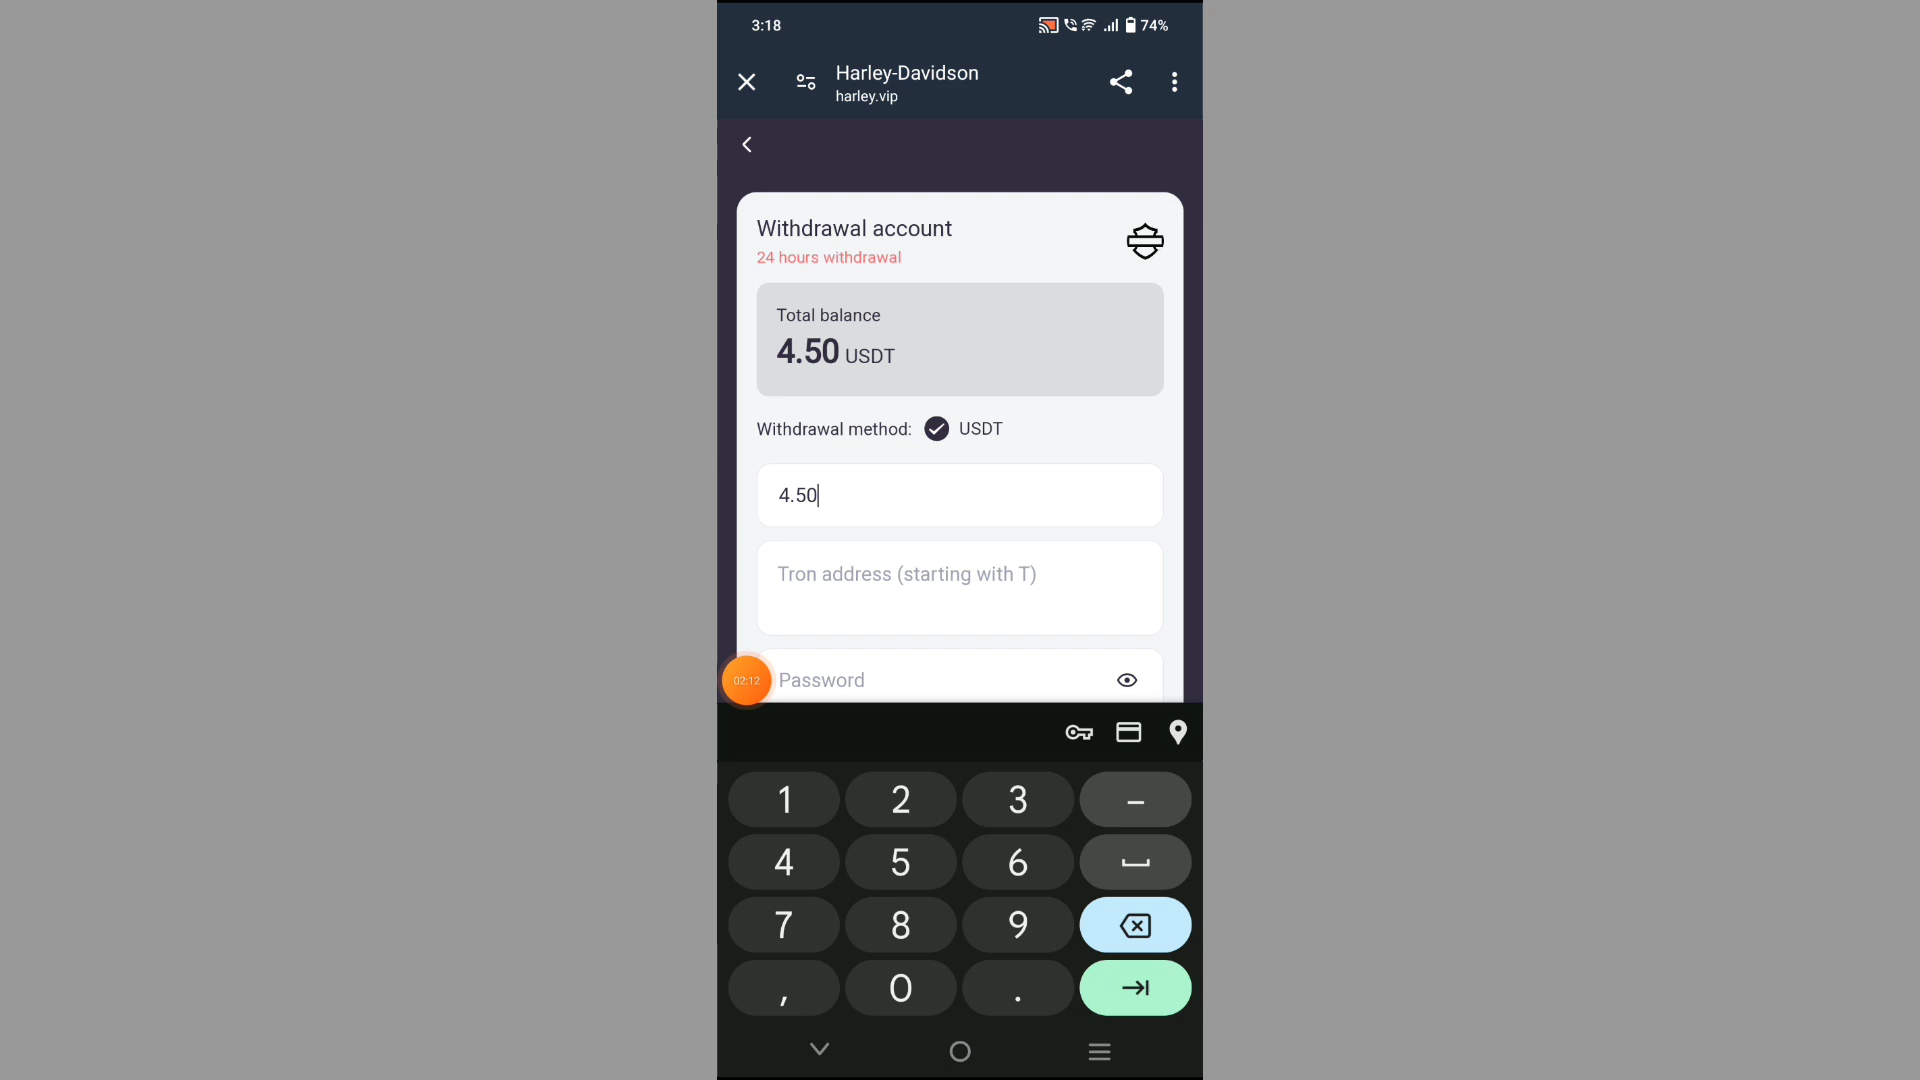 3:18
74%
Harley-Davidson
harley.vip
Withdrawal account
24 hours withdrawal
Total balance
4.50 USDT
Withdrawal method: USDT
4.50
Tron address (starting with T)
02:12
Password
1 2 3 –
4 5 6
7 8 9
, 0 .